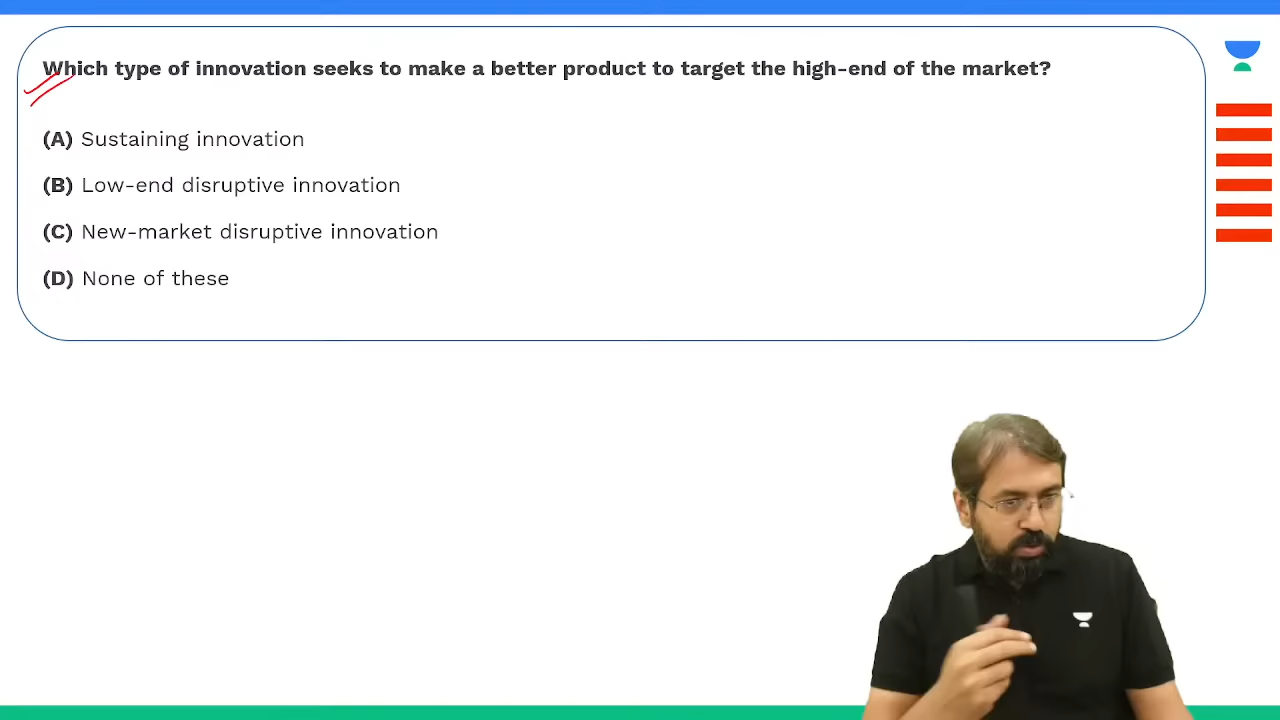 Which type of innovation seeks to make a better product to target the high-end of the market?
(A) Sustaining innovation
(B) Low-end disruptive innovation
(C) New-market disruptive innovation
(D) None of these